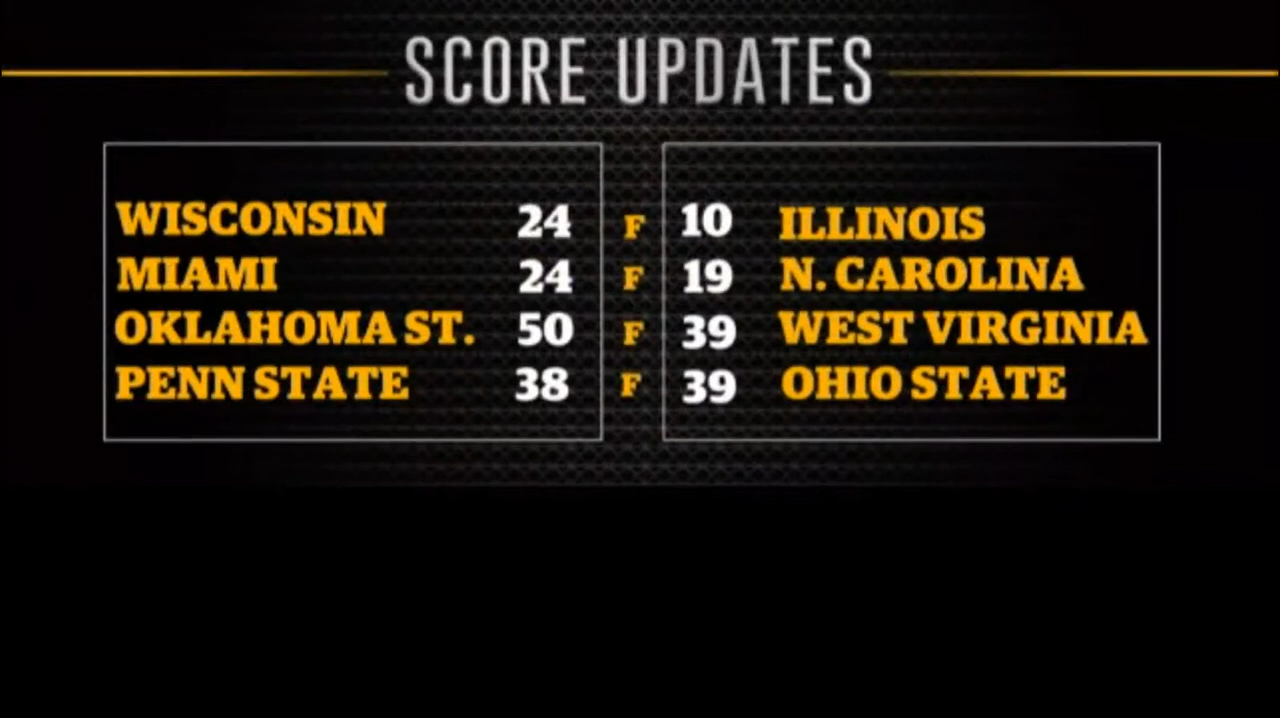 SCORE UPDATES
WISCONSIN 24 F 10 ILLINOIS
MIAMI 24 F 19 N. CAROLINA
OKLAHOMA ST. 50 F 39 WEST VIRGINIA
PENN STATE 38 F 39 OHIO STATE